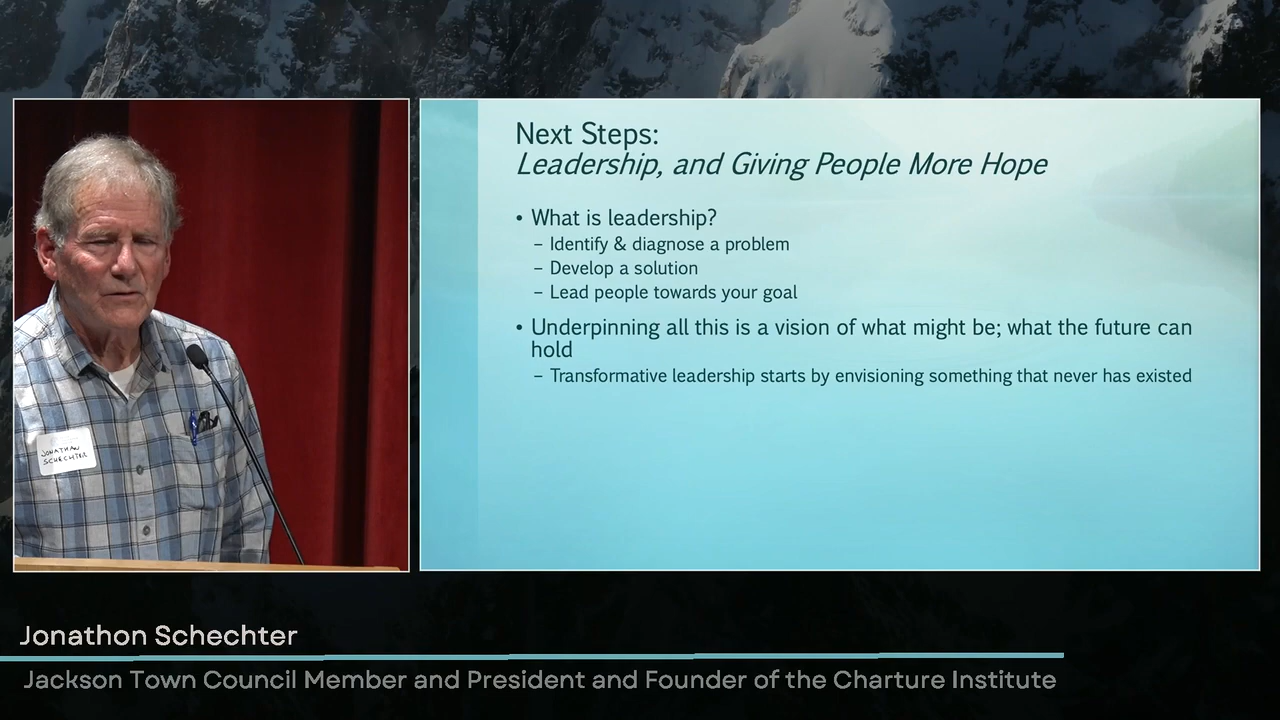 Next Steps:
Leadership, and Giving People More Hope
• What is leadership?
– Identify & diagnose a problem
– Develop a solution
– Lead people towards your goal
• Underpinning all this is a vision of what might be; what the future can
hold
– Transformative leadership starts by envisioning something that never has existed
JONATHAN
SCHECHTER
Jonathon Schechter
Jackson Town Council Member and President and Founder of the Charture Institute